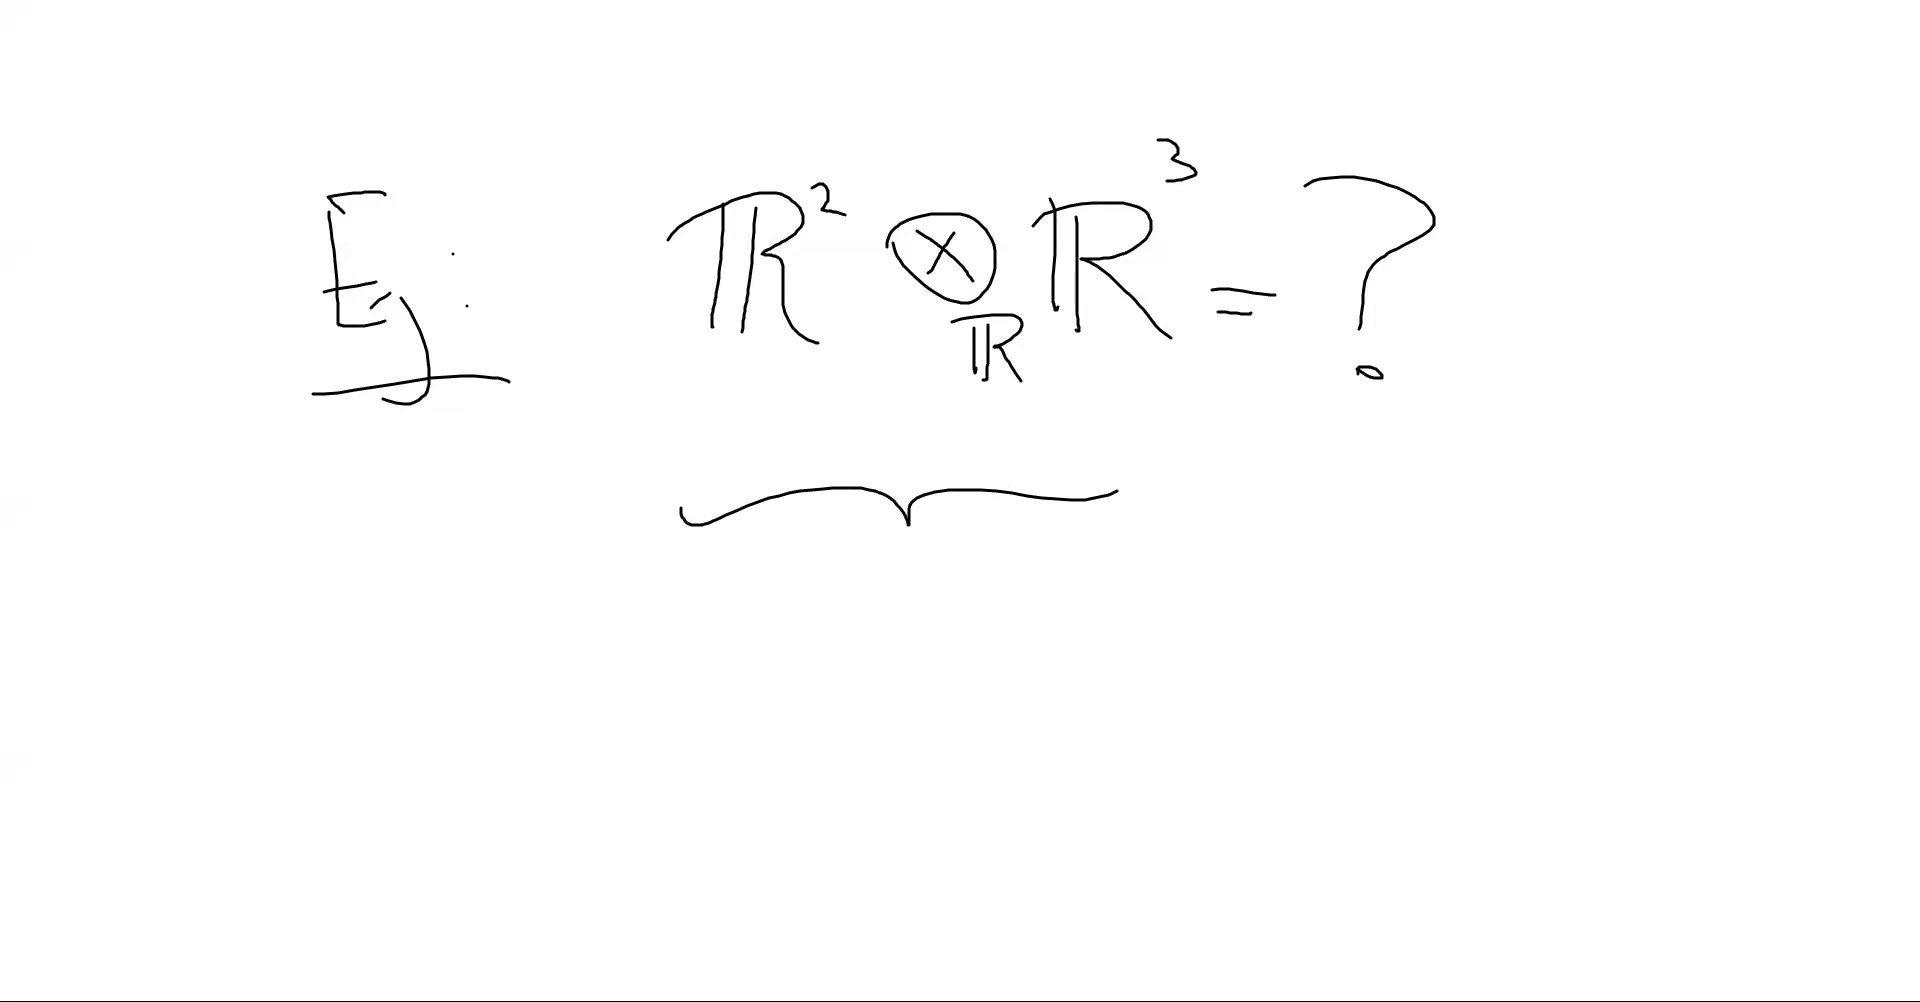 Ej: ℝ² ⊗_ℝ ℝ³ = ?